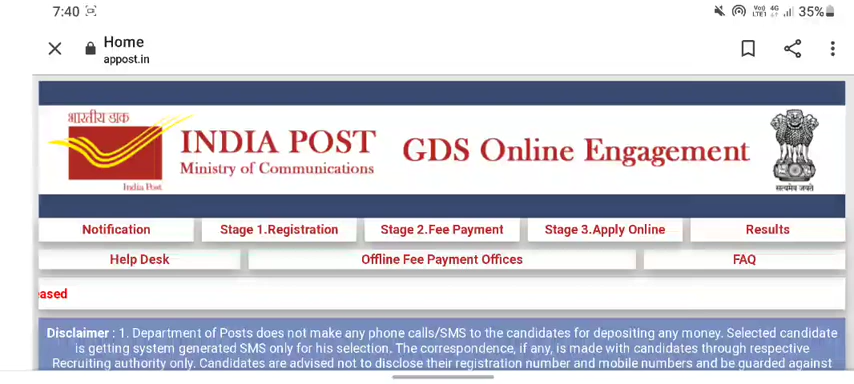 7:40
Vo)) LTE1 4G 35%
Home
appost.in
भारतीय डाक
INDIA POST
Ministry of Communications
India Post
GDS Online Engagement
सत्यमेव जयते
Notification
Stage 1.Registration
Stage 2.Fee Payment
Stage 3.Apply Online
Results
Help Desk
Offline Fee Payment Offices
FAQ
ased
Disclaimer : 1. Department of Posts does not make any phone calls/SMS to the candidates for depositing any money. Selected candidate
is getting system generated SMS only for his selection. The correspondence, if any, is made with candidates through respective
Recruiting authority only. Candidates are advised not to disclose their registration number and mobile numbers and be guarded against